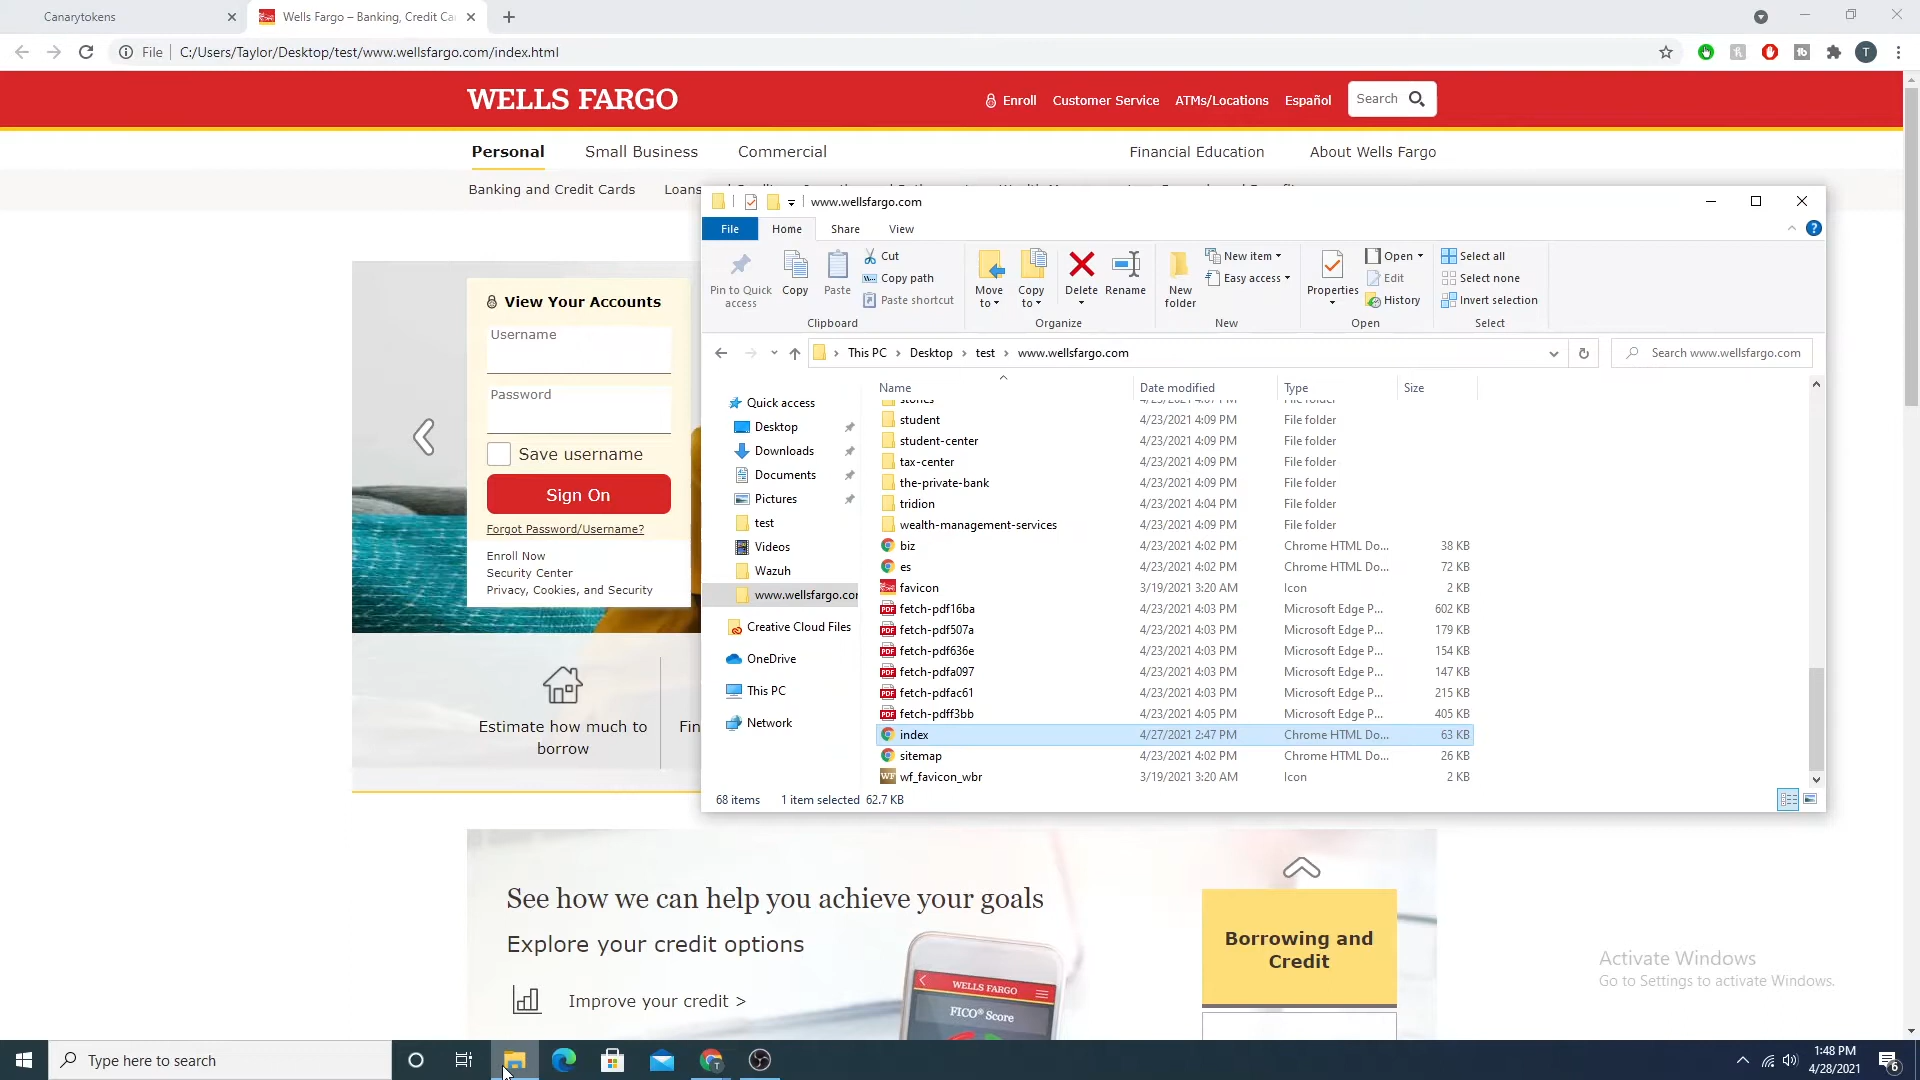 Canarytokens
Wells Fargo – Banking, Credit Ca
File
C:/Users/Taylor/Desktop/test/www.wellsfargo.com/index.html
T
WELLS FARGO
Enroll
Customer Service
ATMs/Locations
Español
Search
Personal
Small Business
Commercial
Financial Education
About Wells Fargo
Banking and Credit Cards
View Your Accounts
Username
Password
Save username
Sign On
Forgot Password/Username?
Enroll Now
Security Center
Privacy, Cookies, and Security
Estimate how much to
borrow
www.wellsfargo.com
File
Home
Share
View
Pin to Quick
access
Copy
Paste
Cut
Copy path
Paste shortcut
Clipboard
Move
to
Copy
to
Delete
Rename
Organize
New
folder
New item
Easy access
New
Properties
Open
Edit
History
Open
Select all
Select none
Invert selection
Select
This PC
Desktop
test
www.wellsfargo.com
Search www.wellsfargo.com
Name
Date modified
Type
Size
Quick access
Desktop
Downloads
Documents
Pictures
test
Videos
Wazuh
www.wellsfargo.cor
Creative Cloud Files
OneDrive
This PC
Network
student 4/23/2021 4:09 PM File folder
student-center 4/23/2021 4:09 PM File folder
tax-center 4/23/2021 4:09 PM File folder
the-private-bank 4/23/2021 4:09 PM File folder
tridion 4/23/2021 4:04 PM File folder
wealth-management-services 4/23/2021 4:09 PM File folder
biz 4/23/2021 4:02 PM Chrome HTML Do... 38 KB
es 4/23/2021 4:02 PM Chrome HTML Do... 72 KB
favicon 3/19/2021 3:20 AM Icon 2 KB
PDF fetch-pdf16ba 4/23/2021 4:03 PM Microsoft Edge P... 602 KB
PDF fetch-pdf507a 4/23/2021 4:03 PM Microsoft Edge P... 179 KB
PDF fetch-pdf636e 4/23/2021 4:03 PM Microsoft Edge P... 154 KB
PDF fetch-pdfa097 4/23/2021 4:03 PM Microsoft Edge P... 147 KB
PDF fetch-pdfac61 4/23/2021 4:03 PM Microsoft Edge P... 215 KB
PDF fetch-pdff3bb 4/23/2021 4:05 PM Microsoft Edge P... 405 KB
index 4/27/2021 2:47 PM Chrome HTML Do... 63 KB
sitemap 4/23/2021 4:02 PM Chrome HTML Do... 26 KB
WF wf_favicon_wbr 3/19/2021 3:20 AM Icon 2 KB
68 items
1 item selected 62.7 KB
See how we can help you achieve your goals
Explore your credit options
Improve your credit >
WELLS FARGO
FICO® Score
Borrowing and
Credit
Activate Windows
Go to Settings to activate Windows.
Type here to search
1:48 PM
4/28/2021
6